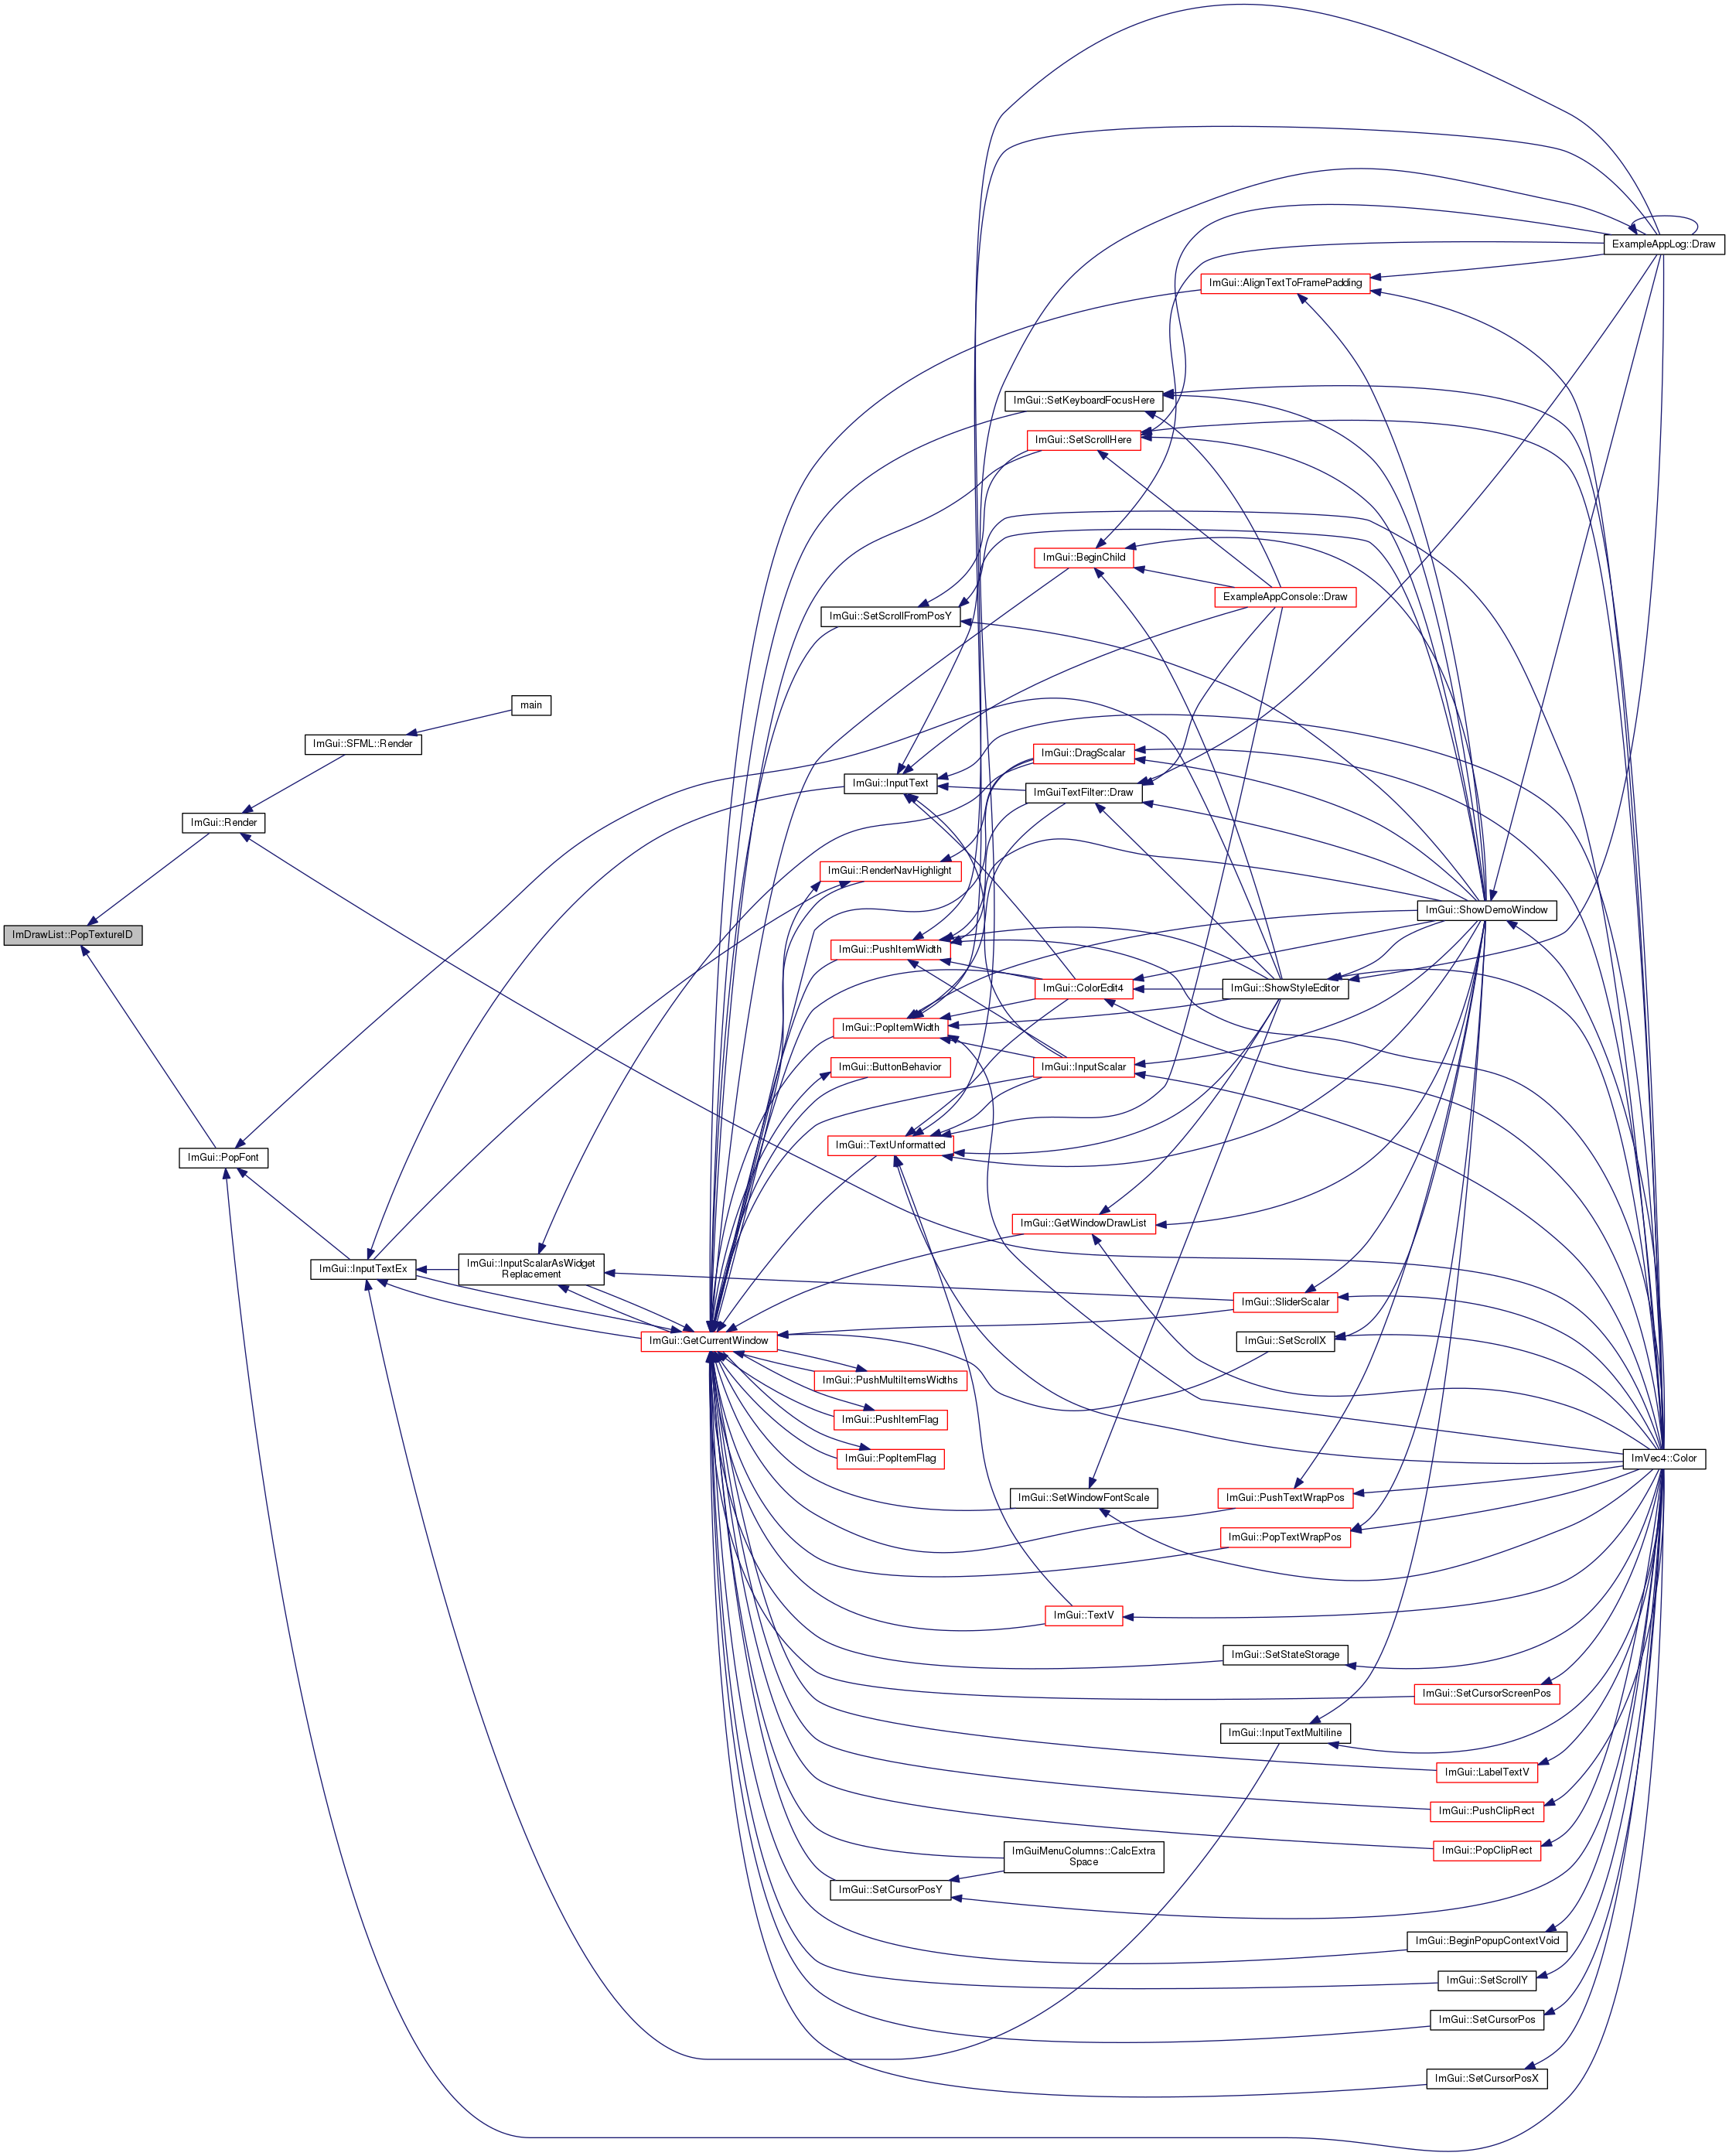 ExampleAppLog::Draw
ImGui::AlignTextToFramePadding
ImGui::SetKeyboardFocusHere
ImGui::SetScrollHere
ImGui::BeginChild
ExampleAppConsole::Draw
ImGui::SetScrollFromPosY
main
ImGui::SFML::Render
ImGui::DragScalar
ImGui::InputText
ImGuiTextFilter::Draw
ImGui::Render
ImGui::RenderNavHighlight
ImGui::ShowDemoWindow
ImDrawList::PopTextureID
ImGui::PushItemWidth
ImGui::ColorEdit4
ImGui::ShowStyleEditor
ImGui::PopItemWidth
ImGui::ButtonBehavior
ImGui::InputScalar
ImGui::TextUnformatted
ImGui::PopFont
ImGui::GetWindowDrawList
ImGui::InputTextEx
ImGui::InputScalarAsWidget
Replacement
ImGui::SliderScalar
ImGui::GetCurrentWindow
ImGui::SetScrollX
ImGui::PushMultiItemsWidths
ImGui::PushItemFlag
ImGui::PopItemFlag
ImVec4::Color
ImGui::SetWindowFontScale
ImGui::PushTextWrapPos
ImGui::PopTextWrapPos
ImGui::TextV
ImGui::SetStateStorage
ImGui::SetCursorScreenPos
ImGui::InputTextMultiline
ImGui::LabelTextV
ImGui::PushClipRect
ImGui::PopClipRect
ImGuiMenuColumns::CalcExtra
Space
ImGui::SetCursorPosY
ImGui::BeginPopupContextVoid
ImGui::SetScrollY
ImGui::SetCursorPos
ImGui::SetCursorPosX